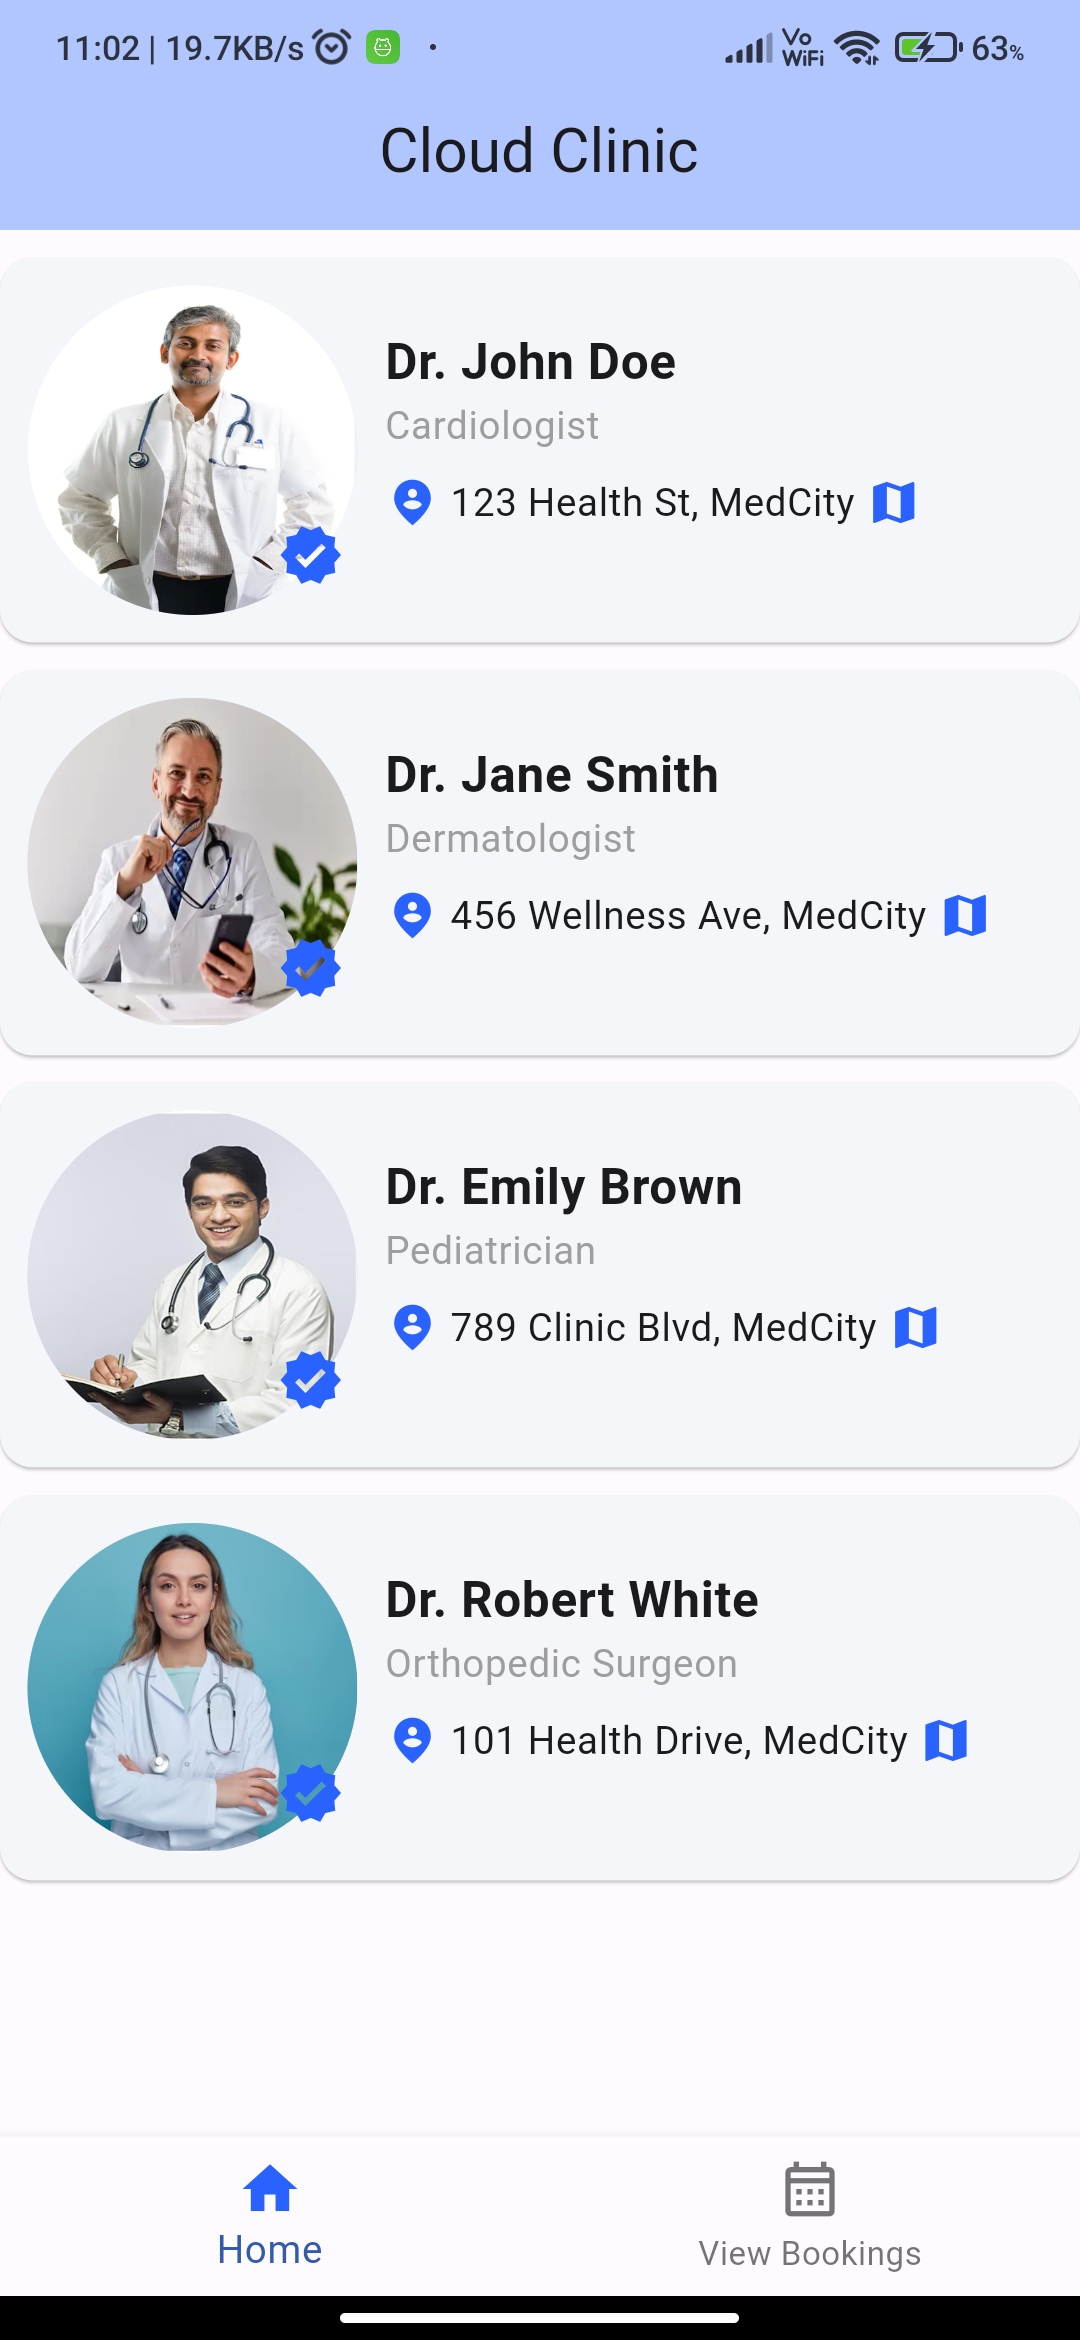 11:02 | 19.7KB/s
Vo
WiFi
63%
Cloud Clinic
Dr. John Doe
Cardiologist
123 Health St, MedCity
Dr. Jane Smith
Dermatologist
456 Wellness Ave, MedCity
Dr. Emily Brown
Pediatrician
789 Clinic Blvd, MedCity
Dr. Robert White
Orthopedic Surgeon
101 Health Drive, MedCity
Home
View Bookings